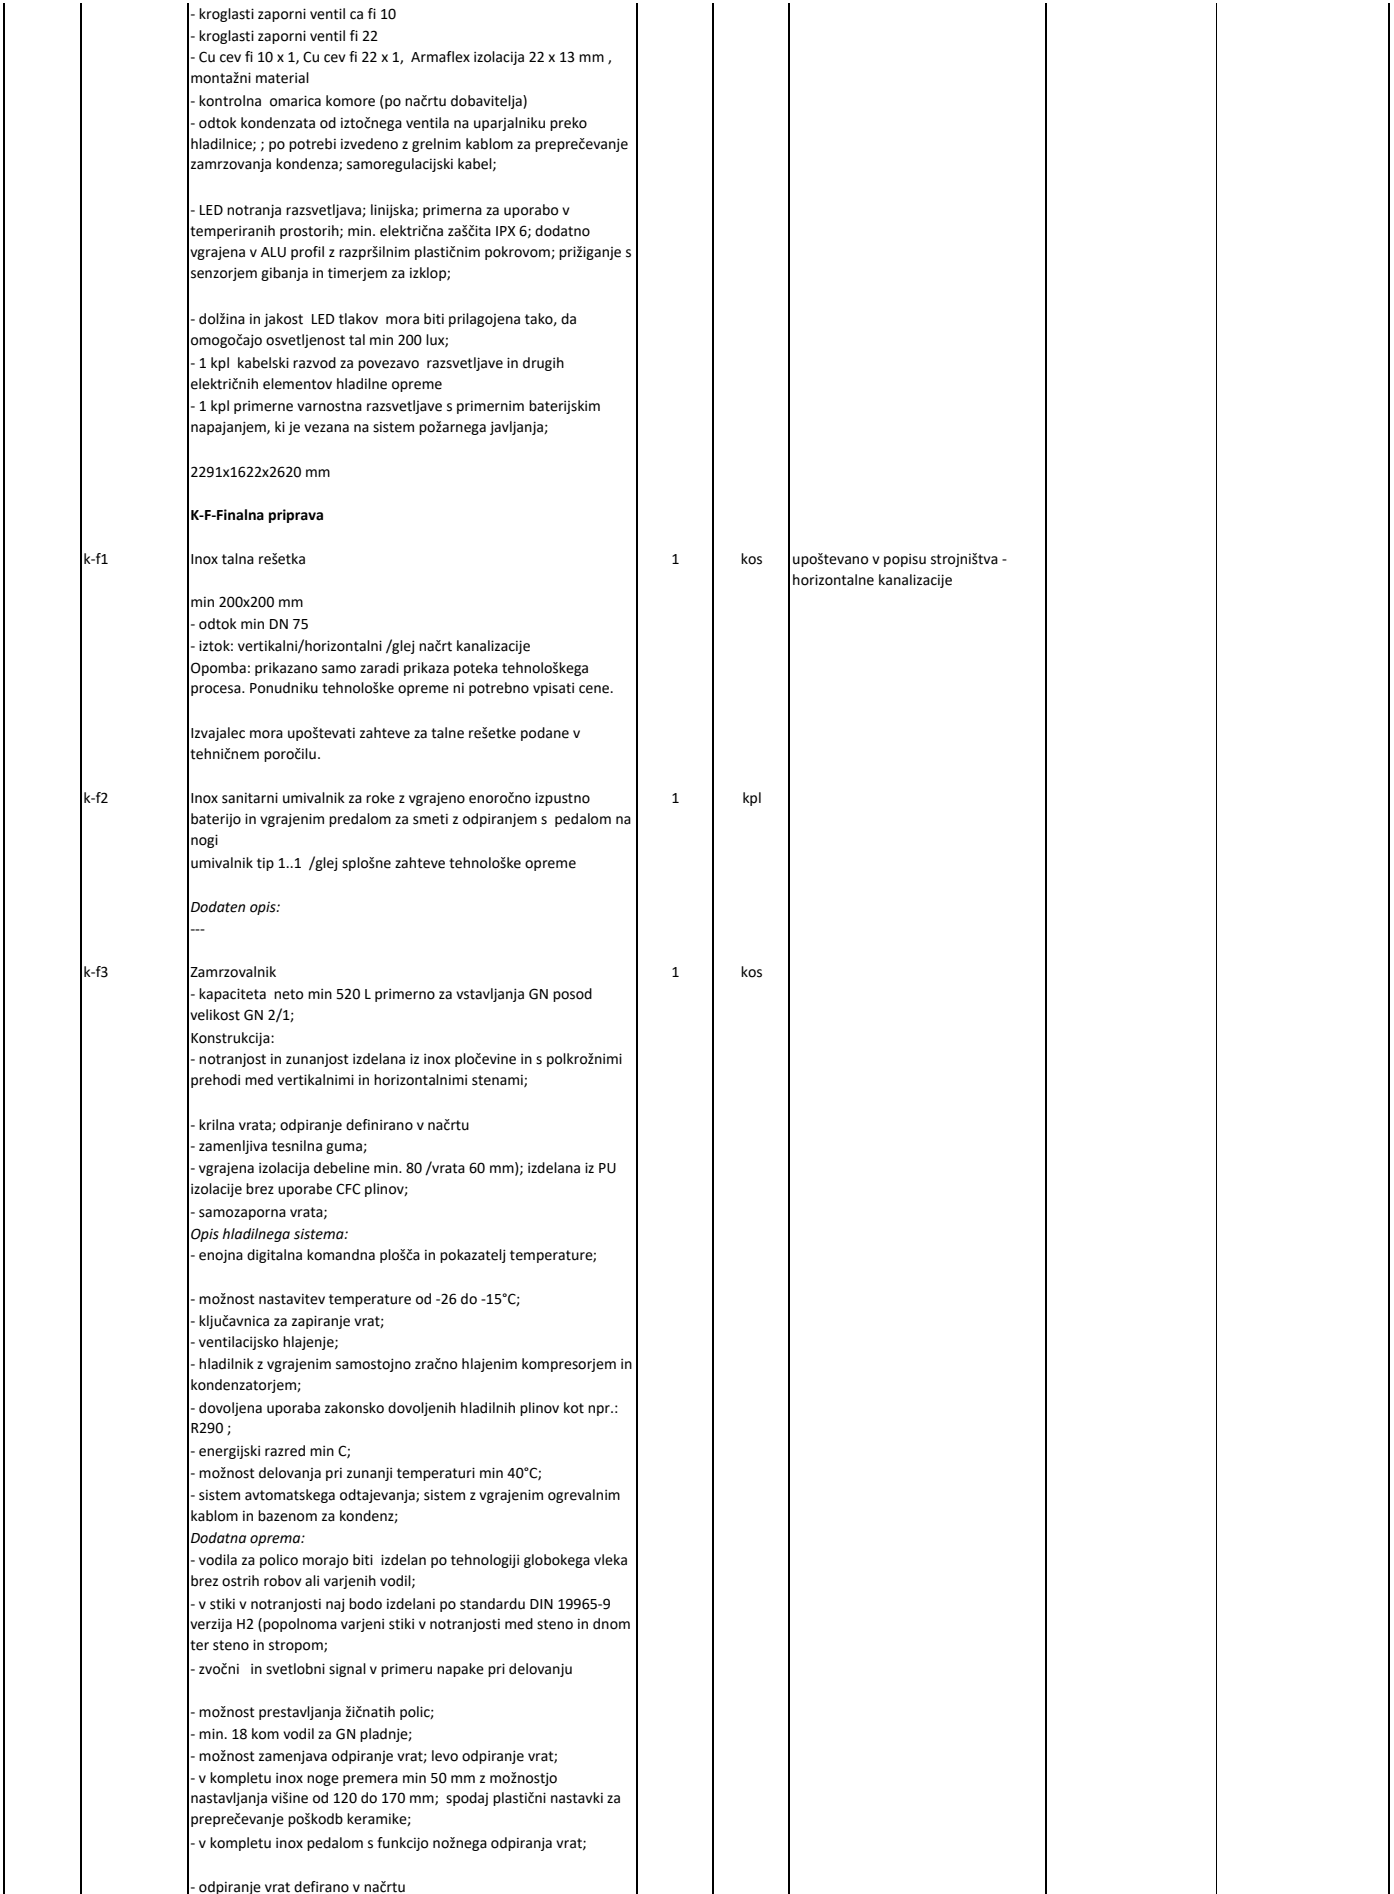 - kroglasti zaporni ventil ca fi 10
- kroglasti zaporni ventil fi 22
- Cu cev fi 10 x 1, Cu cev fi 22 x 1,  Armaflex izolacija 22 x 13 mm ,
montažni material
- kontrolna  omarica komore (po načrtu dobavitelja)
- odtok kondenzata od iztočnega ventila na uparjalniku preko
hladilnice; ; po potrebi izvedeno z grelnim kablom za preprečevanje
zamrzovanja kondenza; samoregulacijski kabel;
- LED notranja razsvetljava; linijska; primerna za uporabo v
temperiranih prostorih; min. električna zaščita IPX 6; dodatno
vgrajena v ALU profil z razpršilnim plastičnim pokrovom; prižiganje s
senzorjem gibanja in timerjem za izklop;
- dolžina in jakost  LED tlakov  mora biti prilagojena tako, da
omogočajo osvetljenost tal min 200 lux;
- 1 kpl  kabelski razvod za povezavo  razsvetljave in drugih
električnih elementov hladilne opreme
- 1 kpl primerne varnostna razsvetljave s primernim baterijskim
napajanjem, ki je vezana na sistem požarnega javljanja;
2291x1622x2620 mm
K-F-Finalna priprava
k-f1 Inox talna rešetka 1 kos upoštevano v popisu strojništva -
horizontalne kanalizacije
min 200x200 mm
- odtok min DN 75
- iztok: vertikalni/horizontalni /glej načrt kanalizacije
Opomba: prikazano samo zaradi prikaza poteka tehnološkega
procesa. Ponudniku tehnološke opreme ni potrebno vpisati cene.
Izvajalec mora upoštevati zahteve za talne rešetke podane v
tehničnem poročilu.
k-f2 Inox sanitarni umivalnik za roke z vgrajeno enoročno izpustno 1 kpl
baterijo in vgrajenim predalom za smeti z odpiranjem s  pedalom na
nogi
umivalnik tip 1..1  /glej splošne zahteve tehnološke opreme
Dodaten opis:
---
k-f3 Zamrzovalnik 1 kos
- kapaciteta  neto min 520 L primerno za vstavljanja GN posod
velikost GN 2/1;
Konstrukcija:
- notranjost in zunanjost izdelana iz inox pločevine in s polkrožnimi
prehodi med vertikalnimi in horizontalnimi stenami;
- krilna vrata; odpiranje definirano v načrtu
- zamenljiva tesnilna guma;
- vgrajena izolacija debeline min. 80 /vrata 60 mm); izdelana iz PU
izolacije brez uporabe CFC plinov;
- samozaporna vrata;
Opis hladilnega sistema:
- enojna digitalna komandna plošča in pokazatelj temperature;
- možnost nastavitev temperature od -26 do -15°C;
- ključavnica za zapiranje vrat;
- ventilacijsko hlajenje;
- hladilnik z vgrajenim samostojno zračno hlajenim kompresorjem in
kondenzatorjem;
- dovoljena uporaba zakonsko dovoljenih hladilnih plinov kot npr.:
R290 ;
- energijski razred min C;
- možnost delovanja pri zunanji temperaturi min 40°C;
- sistem avtomatskega odtajevanja; sistem z vgrajenim ogrevalnim
kablom in bazenom za kondenz;
Dodatna oprema:
- vodila za polico morajo biti  izdelan po tehnologiji globokega vleka
brez ostrih robov ali varjenih vodil;
- v stiki v notranjosti naj bodo izdelani po standardu DIN 19965-9
verzija H2 (popolnoma varjeni stiki v notranjosti med steno in dnom
ter steno in stropom;
- zvočni   in svetlobni signal v primeru napake pri delovanju
- možnost prestavljanja žičnatih polic;
- min. 18 kom vodil za GN pladnje;
- možnost zamenjava odpiranje vrat; levo odpiranje vrat;
- v kompletu inox noge premera min 50 mm z možnostjo
nastavljanja višine od 120 do 170 mm;  spodaj plastični nastavki za
preprečevanje poškodb keramike;
- v kompletu inox pedalom s funkcijo nožnega odpiranja vrat;
- odpiranje vrat defirano v načrtu